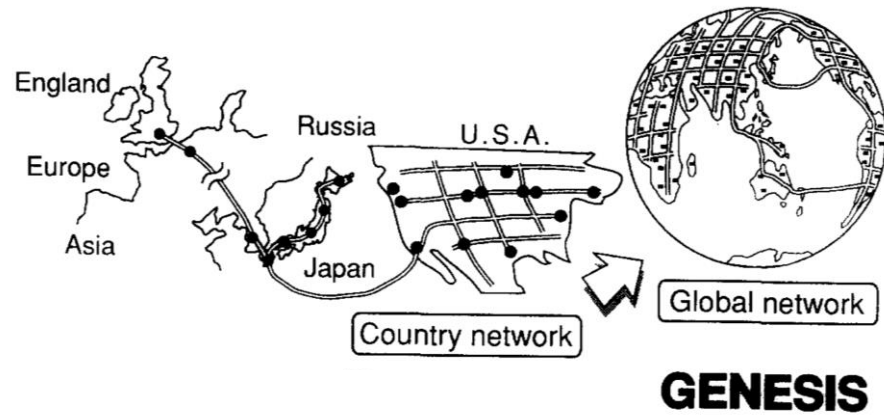 England
Europe
Asia
Russia
Japan
U.S.A.
Country network
Global network
GENESIS